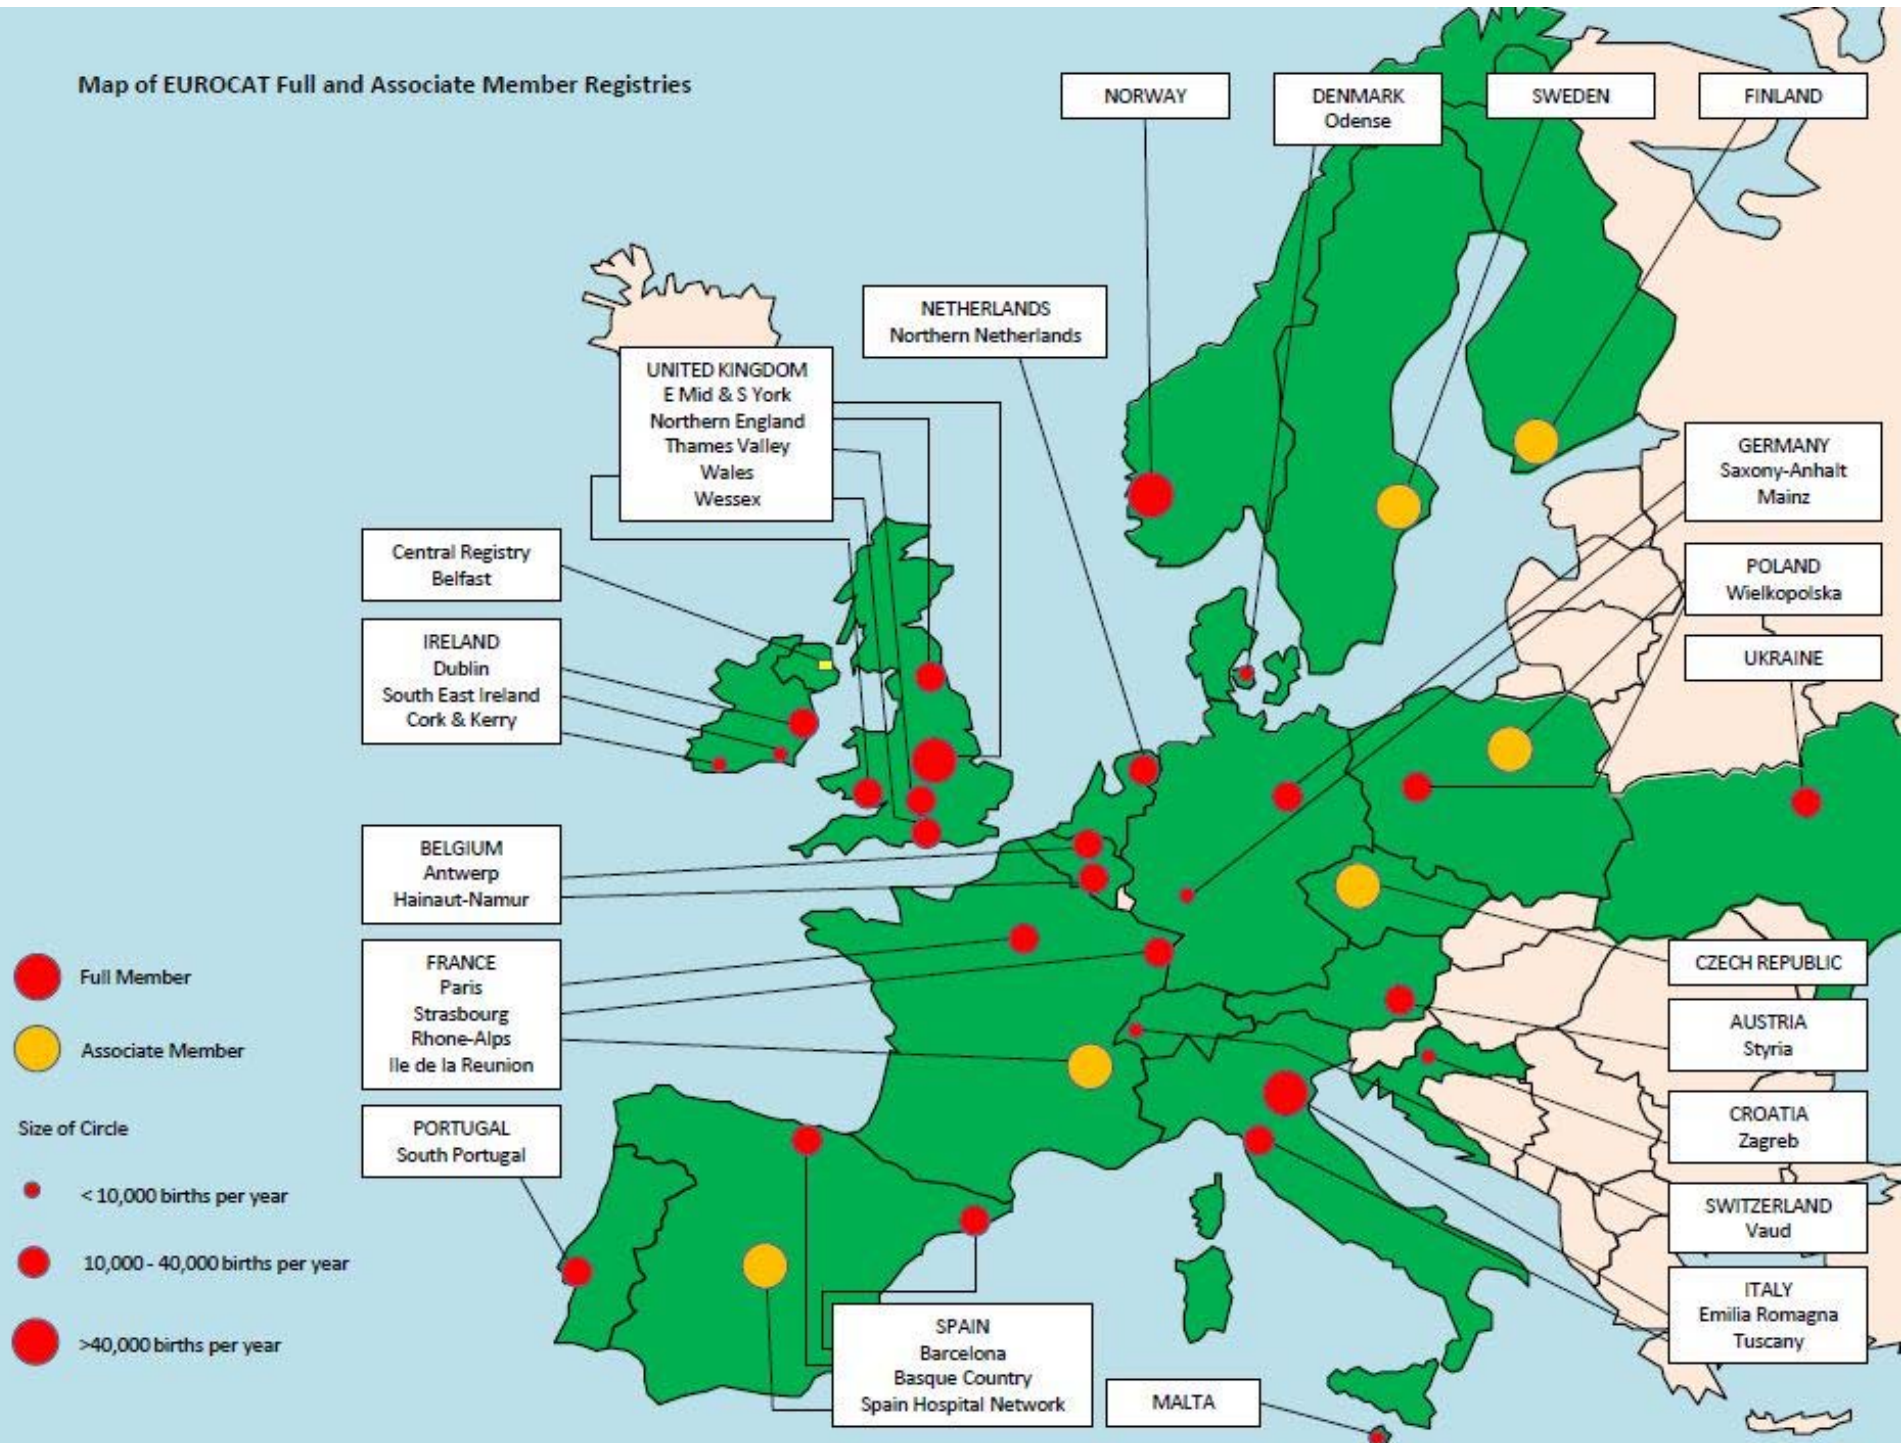 Map of EUROCAT Full and Associate Member Registries
NORWAY
DENMARK
Odense
SWEDEN
FINLAND
NETHERLANDS
Northern Netherlands
UNITED KINGDOM
E Mid & S York
Northern England
Thames Valley
Wales
Wessex
GERMANY
Saxony-Anhalt
Mainz
Central Registry
Belfast
POLAND
Wielkopolska
IRELAND
Dublin
South East Ireland
Cork & Kerry
UKRAINE
BELGIUM
Antwerp
Hainaut-Namur
FRANCE
Paris
Strasbourg
Rhone-Alps
Ile de la Reunion
CZECH REPUBLIC
Full Member
Associate Member
AUSTRIA
Styria
PORTUGAL
South Portugal
CROATIA
Zagreb
Size of Circle
< 10,000 births per year
10,000 - 40,000 births per year
>40,000 births per year
SWITZERLAND
Vaud
ITALY
Emilia Romagna
Tuscany
SPAIN
Barcelona
Basque Country
Spain Hospital Network
MALTA